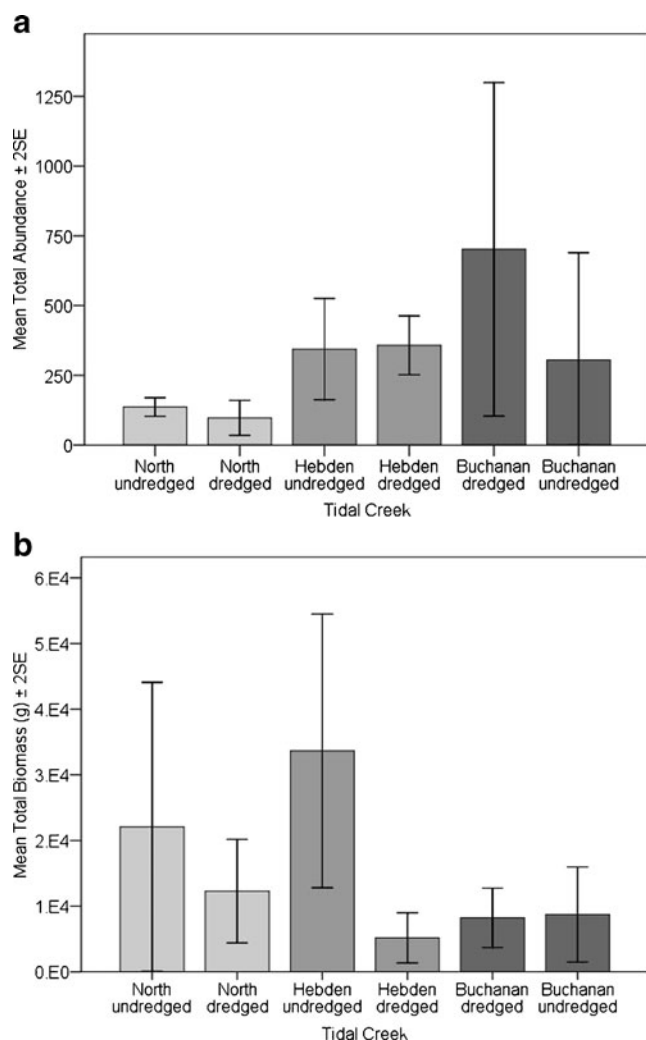 a
Mean Total Abundance ± 2SE
1250
1000
750
500
250
0
North undredged
North dredged
Hebden undredged
Hebden dredged
Buchanan dredged
Buchanan undredged
Tidal Creek
b
Mean Total Biomass (g) ± 2SE
6.E4
5.E4
4.E4
3.E4
2.E4
1.E4
0.E0
North undredged
North dredged
Hebden undredged
Hebden dredged
Buchanan dredged
Buchanan undredged
Tidal Creek